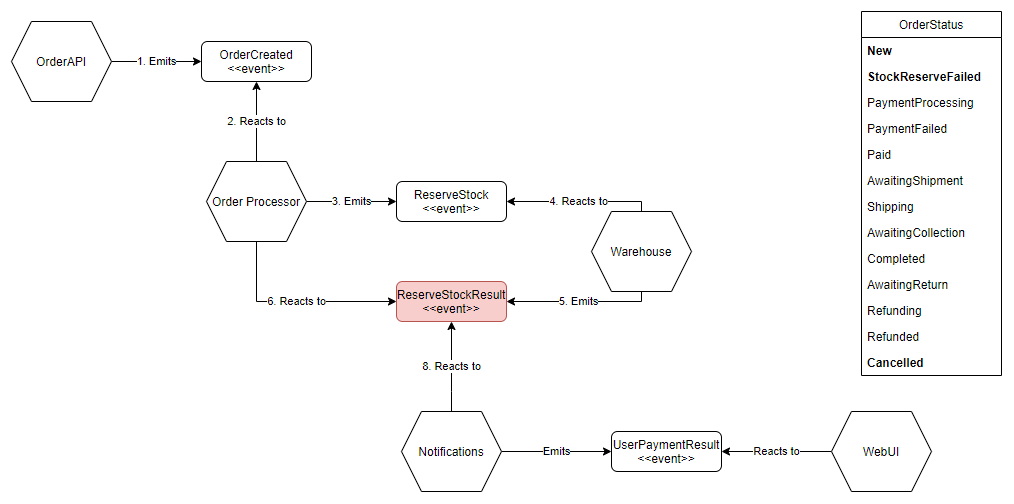 OrderAPI
1. Emits
OrderCreated
<<event>>
2. Reacts to
Order Processor
3. Emits
ReserveStock
<<event>>
4. Reacts to
Warehouse
5. Emits
6. Reacts to
ReserveStockResult
<<event>>
8. Reacts to
Notifications
Emits
UserPaymentResult
<<event>>
Reacts to
WebUI
OrderStatus
New
StockReserveFailed
PaymentProcessing
PaymentFailed
Paid
AwaitingShipment
Shipping
AwaitingCollection
Completed
AwaitingReturn
Refunding
Refunded
Cancelled